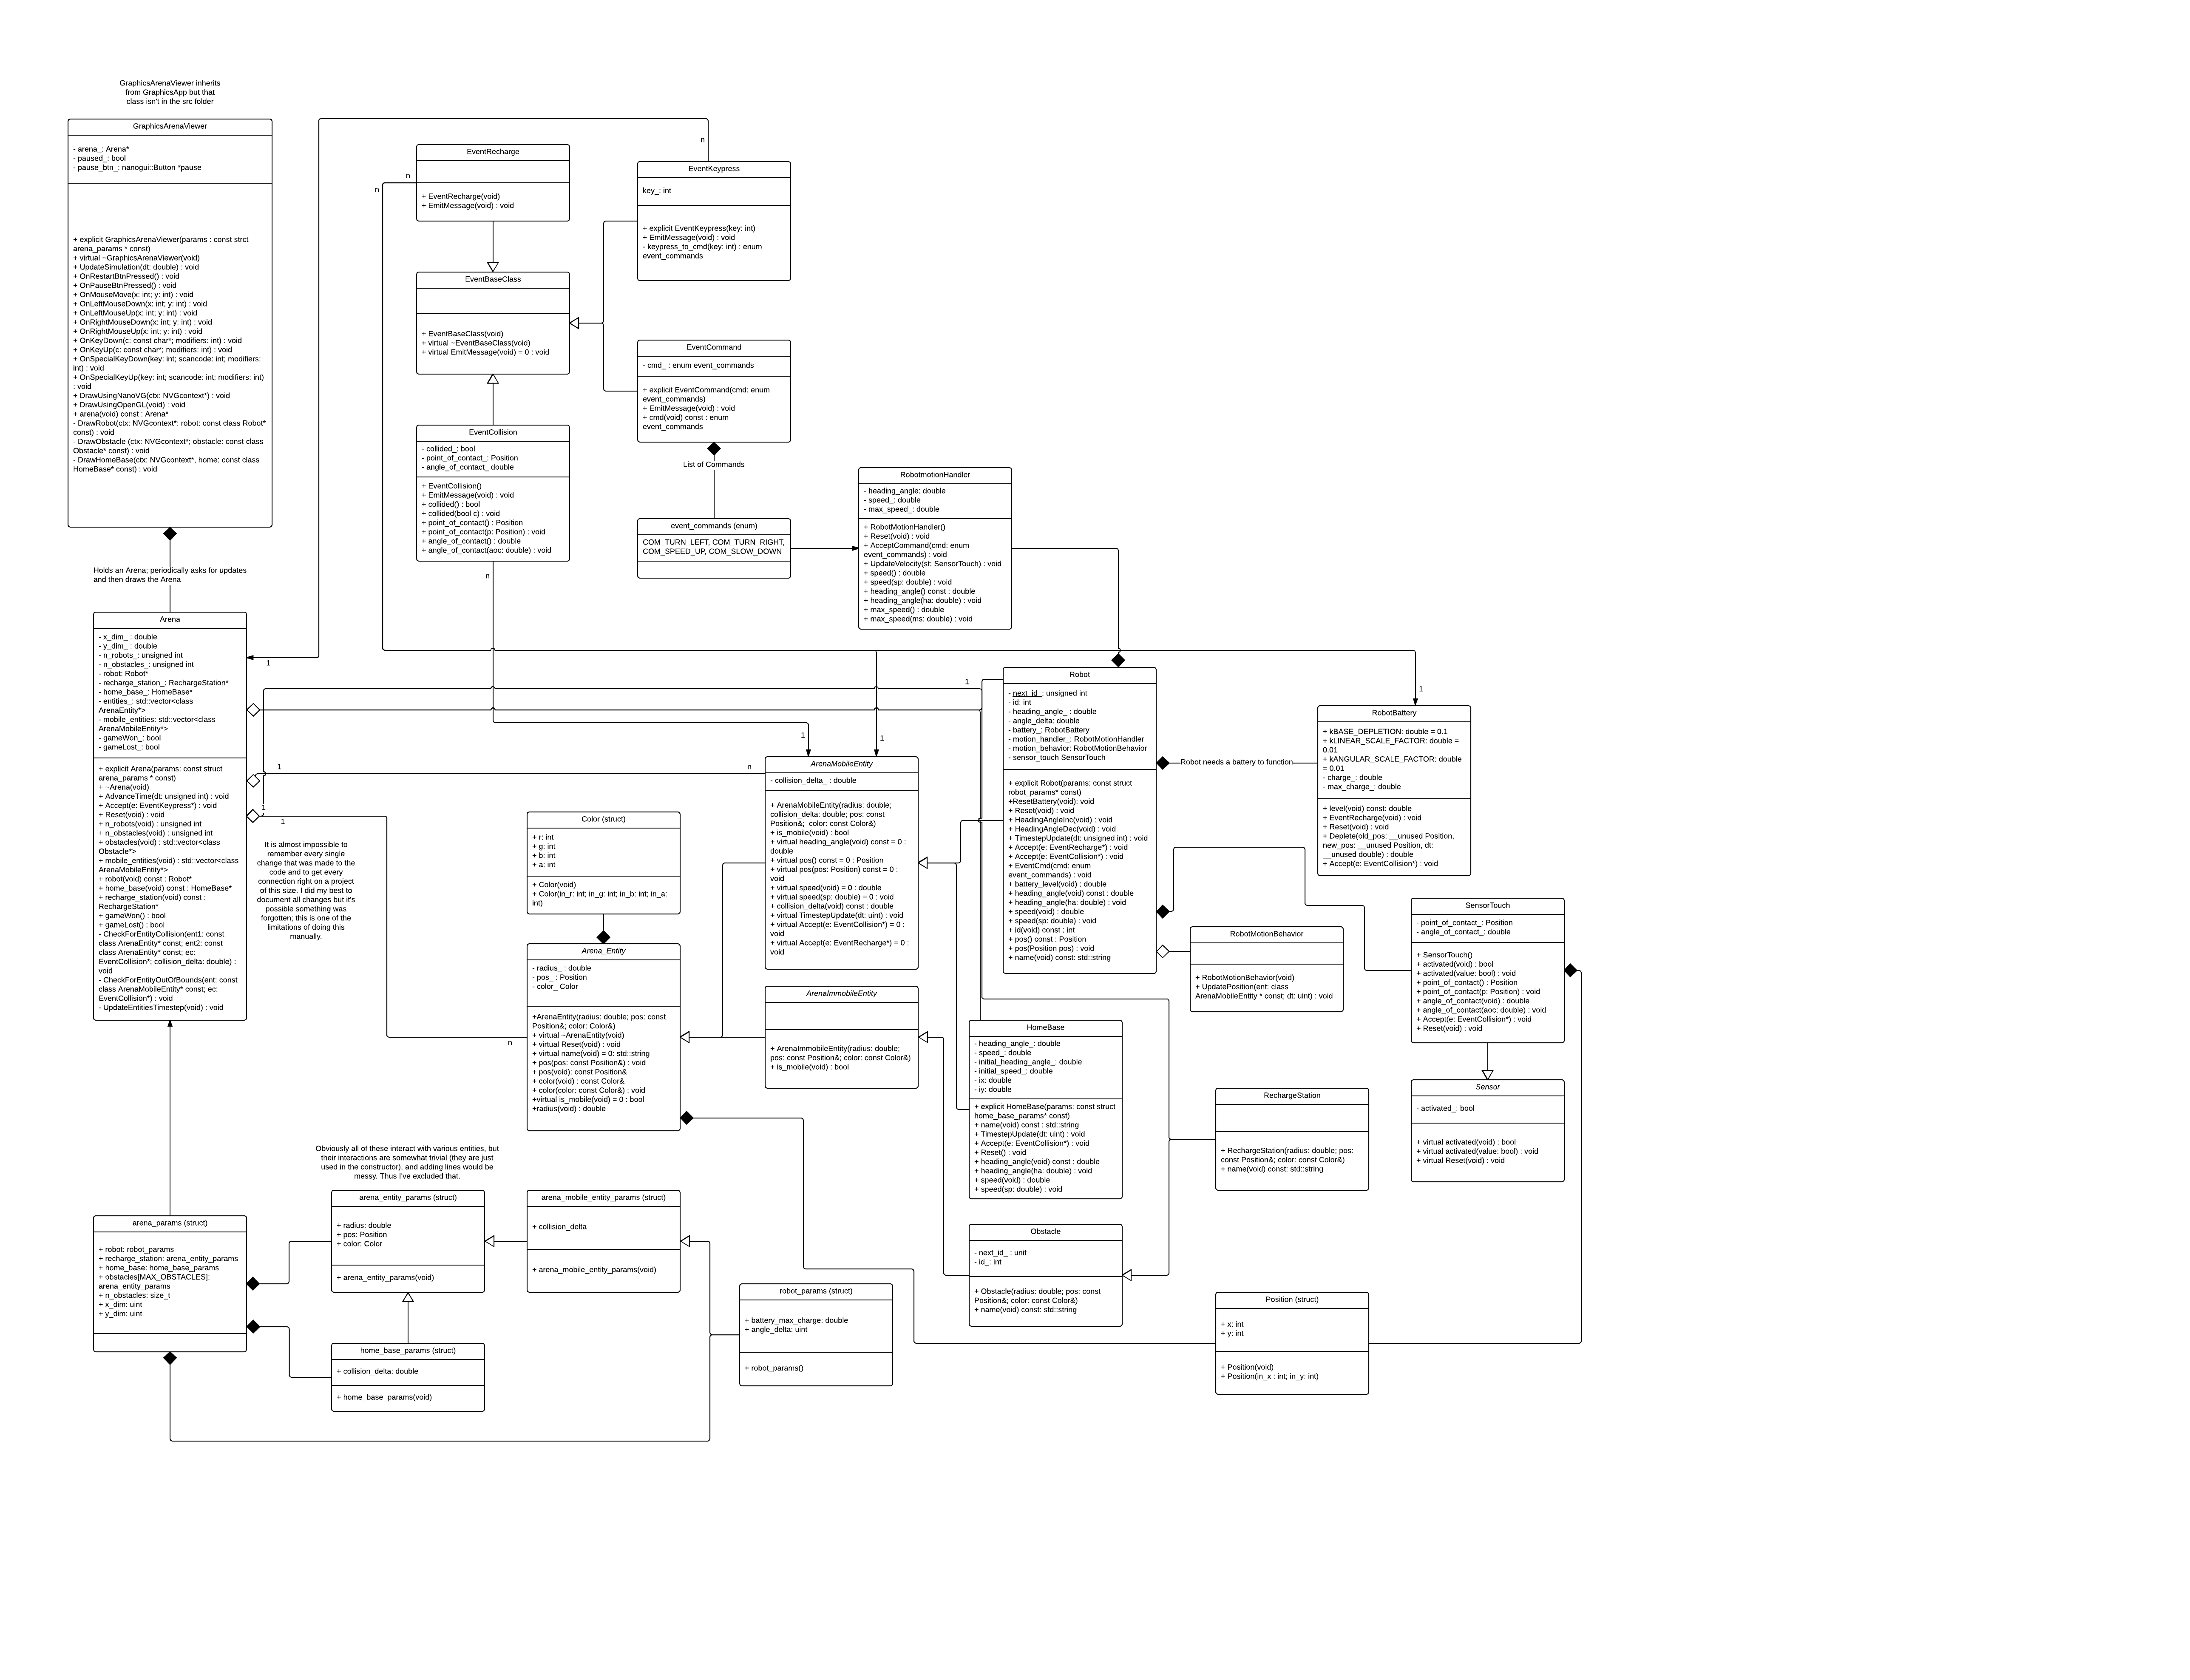 GraphicsArenaViewer inherits
from GraphicsApp but that
class isn't in the src folder
GraphicsArenaViewer
- arena_: Arena*
- paused_: bool
- pause_btn_: nanogui::Button *pause
+ explicit GraphicsArenaViewer(params : const strct
arena_params * const)
+ virtual ~GraphicsArenaViewer(void)
+ UpdateSimulation(dt: double) : void
+ OnRestartBtnPressed() : void
+ OnPauseBtnPressed() : void
+ OnMouseMove(x: int; y: int) : void
+ OnLeftMouseDown(x: int; y: int) : void
+ OnLeftMouseUp(x: int; y: int) : void
+ OnRightMouseDown(x: int; y: int) : void
+ OnRightMouseUp(x: int; y: int) : void
+ OnKeyDown(c: const char*; modifiers: int) : void
+ OnKeyUp(c: const char*; modifiers: int) : void
+ OnSpecialKeyDown(key: int; scancode: int; modifiers:
int) : void
+ OnSpecialKeyUp(key: int; scancode: int; modifiers: int)
: void
+ DrawUsingNanoVG(ctx: NVGcontext*) : void
+ DrawUsingOpenGL(void) : void
+ arena(void) const : Arena*
- DrawRobot(ctx: NVGcontext*: robot: const class Robot*
const) : void
- DrawObstacle (ctx: NVGcontext*; obstacle: const class
Obstacle* const) : void
- DrawHomeBase(ctx: NVGcontext*, home: const class
HomeBase* const) : void
Holds an Arena; periodically asks for updates
and then draws the Arena
Arena
- x_dim_ : double
- y_dim_ : double
- n_robots_: unsigned int
- n_obstacles_: unsigned int
- robot: Robot*
- recharge_station_: RechargeStation*
- home_base_: HomeBase*
- entities_: std::vector<class
ArenaEntity*>
- mobile_entities: std::vector<class
ArenaMobileEntity*>
- gameWon_: bool
- gameLost_: bool
+ explicit Arena(params: const struct
arena_params * const)
+ ~Arena(void)
+ AdvanceTime(dt: unsigned int) : void
+ Accept(e: EventKeypress*) : void
+ Reset(void) : void
+ n_robots(void) : unsigned int
+ n_obstacles(void) : unsigned int
+ obstacles(void) : std::vector<class
Obstacle*>
+ mobile_entities(void) : std::vector<class
ArenaMobileEntity*>
+ robot(void) const : Robot*
+ home_base(void) const : HomeBase*
+ recharge_station(void) const :
RechargeStation*
+ gameWon() : bool
+ gameLost() : bool
- CheckForEntityCollision(ent1: const
class ArenaEntity* const; ent2: const
class ArenaEntity* const; ec:
EventCollision*; collision_delta: double) :
void
- CheckForEntityOutOfBounds(ent: const
class ArenaMobileEntity* const; ec:
EventCollision*) : void
- UpdateEntitiesTimestep(void) : void
It is almost impossible to
remember every single
change that was made to the
code and to get every
connection right on a project
of this size. I did my best to
document all changes but it's
possible something was
forgotten; this is one of the
limitations of doing this
manually.
arena_params (struct)
+ robot: robot_params
+ recharge_station: arena_entity_params
+ home_base: home_base_params
+ obstacles[MAX_OBSTACLES]:
arena_entity_params
+ n_obstacles: size_t
+ x_dim: uint
+ y_dim: uint
Obviously all of these interact with various entities, but
their interactions are somewhat trivial (they are just
used in the constructor), and adding lines would be
messy. Thus I've excluded that.
arena_entity_params (struct)
+ radius: double
+ pos: Position
+ color: Color
+ arena_entity_params(void)
home_base_params (struct)
+ collision_delta: double
+ home_base_params(void)
arena_mobile_entity_params (struct)
+ collision_delta
+ arena_mobile_entity_params(void)
robot_params (struct)
+ battery_max_charge: double
+ angle_delta: uint
+ robot_params()
EventRecharge
+ EventRecharge(void)
+ EmitMessage(void) : void
EventBaseClass
+ EventBaseClass(void)
+ virtual ~EventBaseClass(void)
+ virtual EmitMessage(void) = 0 : void
EventCollision
- collided_: bool
- point_of_contact_: Position
- angle_of_contact_ double
+ EventCollision()
+ EmitMessage(void) : void
+ collided() : bool
+ collided(bool c) : void
+ point_of_contact() : Position
+ point_of_contact(p: Position) : void
+ angle_of_contact() : double
+ angle_of_contact(aoc: double) : void
EventKeypress
key_: int
+ explicit EventKeypress(key: int)
+ EmitMessage(void) : void
- keypress_to_cmd(key: int) : enum
event_commands
EventCommand
- cmd_ : enum event_commands
+ explicit EventCommand(cmd: enum
event_commands)
+ EmitMessage(void) : void
+ cmd(void) const : enum
event_commands
List of Commands
event_commands (enum)
COM_TURN_LEFT, COM_TURN_RIGHT,
COM_SPEED_UP, COM_SLOW_DOWN
RobotmotionHandler
- heading_angle: double
- speed_: double
- max_speed_: double
+ RobotMotionHandler()
+ Reset(void) : void
+ AcceptCommand(cmd: enum
event_commands) : void
+ UpdateVelocity(st: SensorTouch) : void
+ speed() : double
+ speed(sp: double) : void
+ heading_angle() const : double
+ heading_angle(ha: double) : void
+ max_speed() : double
+ max_speed(ms: double) : void
Color (struct)
+ r: int
+ g: int
+ b: int
+ a: int
+ Color(void)
+ Color(in_r: int; in_g: int; in_b: int; in_a:
int)
Arena_Entity
- radius_ : double
- pos_ : Position
- color_ Color
+ArenaEntity(radius: double; pos: const
Position&; color: Color&)
+ virtual ~ArenaEntity(void)
+ virtual Reset(void) : void
+ virtual name(void) = 0: std::string
+ pos(pos: const Position&) : void
+ pos(void): const Position&
+ color(void) : const Color&
+ color(color: const Color&) : void
+virtual is_mobile(void) = 0 : bool
+radius(void) : double
ArenaMobileEntity
- collision_delta_ : double
+ ArenaMobileEntity(radius: double;
collision_delta: double; pos: const
Position&;  color: const Color&)
+ is_mobile(void) : bool
+ virtual heading_angle(void) const = 0 :
double
+ virtual pos() const = 0 : Position
+ virtual pos(pos: Position) const = 0 :
void
+ virtual speed(void) = 0 : double
+ virtual speed(sp: double) = 0 : void
+ collision_delta(void) const : double
+ virtual TimestepUpdate(dt: uint) : void
+ virtual Accept(e: EventCollision*) = 0 :
void
+ virtual Accept(e: EventRecharge*) = 0 :
void
ArenaImmobileEntity
+ ArenaImmobileEntity(radius: double;
pos: const Position&; color: const Color&)
+ is_mobile(void) : bool
Robot
- next_id_: unsigned int
- id: int
- heading_angle_ : double
- angle_delta: double
- battery_: RobotBattery
- motion_handler_: RobotMotionHandler
- motion_behavior: RobotMotionBehavior
- sensor_touch SensorTouch
+ explicit Robot(params: const struct
robot_params* const)
+ResetBattery(void): void
+ Reset(void) : void
+ HeadingAngleInc(void) : void
+ HeadingAngleDec(void) : void
+ TimestepUpdate(dt: unsigned int) : void
+ Accept(e: EventRecharge*) : void
+ Accept(e: EventCollision*) : void
+ EventCmd(cmd: enum
event_commands) : void
+ battery_level(void) : double
+ heading_angle(void) const : double
+ heading_angle(ha: double) : void
+ speed(void) : double
+ speed(sp: double) : void
+ id(void) const : int
+ pos() const : Position
+ pos(Position pos) : void
+ name(void) const: std::string
Robot needs a battery to function
RobotBattery
+ kBASE_DEPLETION: double = 0.1
+ kLINEAR_SCALE_FACTOR: double =
0.01
+ kANGULAR_SCALE_FACTOR: double
= 0.01
- charge_: double
- max_charge_: double
+ level(void) const: double
+ EventRecharge(void) : void
+ Reset(void) : void
+ Deplete(old_pos: __unused Position,
new_pos: __unused Position, dt:
__unused double) : double
+ Accept(e: EventCollision*) : void
RobotMotionBehavior
+ RobotMotionBehavior(void)
+ UpdatePosition(ent: class
ArenaMobileEntity * const; dt: uint) : void
SensorTouch
- point_of_contact_: Position
- angle_of_contact_: double
+ SensorTouch()
+ activated(void) : bool
+ activated(value: bool) : void
+ point_of_contact() : Position
+ point_of_contact(p: Position) : void
+ angle_of_contact(void) : double
+ angle_of_contact(aoc: double) : void
+ Accept(e: EventCollision*) : void
+ Reset(void) : void
Sensor
- activated_: bool
+ virtual activated(void) : bool
+ virtual activated(value: bool) : void
+ virtual Reset(void) : void
HomeBase
- heading_angle_: double
- speed_: double
- initial_heading_angle_: double
- initial_speed_: double
- ix: double
- iy: double
+ explicit HomeBase(params: const struct
home_base_params* const)
+ name(void) const : std::string
+ TimestepUpdate(dt: uint) : void
+ Accept(e: EventCollision*) : void
+ Reset() : void
+ heading_angle(void) const : double
+ heading_angle(ha: double) : void
+ speed(void) : double
+ speed(sp: double) : void
Obstacle
- next_id_ : unit
- id_: int
+ Obstacle(radius: double; pos: const
Position&; color: const Color&)
+ name(void) const: std::string
RechargeStation
+ RechargeStation(radius: double; pos:
const Position&; color: const Color&)
+ name(void) const: std::string
Position (struct)
+ x: int
+ y: int
+ Position(void)
+ Position(in_x : int; in_y: int)
n
n
n
n
1
1
1
1
1
1
n
1
1
n